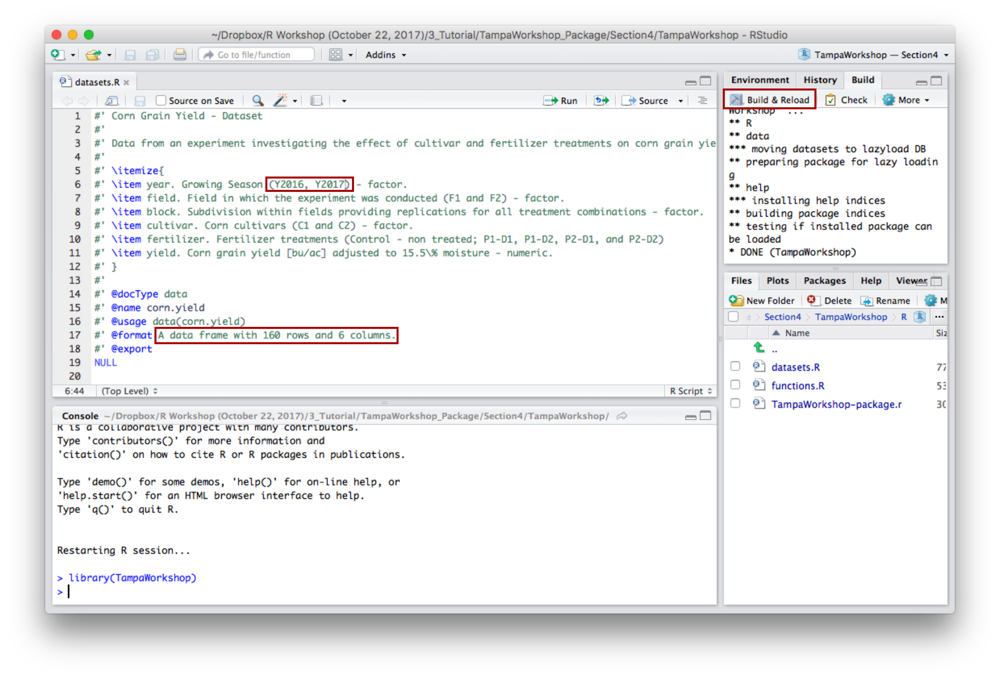 ~/Dropbox/R Workshop (October 22, 2017)/3_Tutorial/TampaWorkshop_Package/Section4/TampaWorkshop - RStudio
Go to file/function
Addins
TampaWorkshop — Section4
datasets.R
Source on Save
Run
Source
1 #' Corn Grain Yield - Dataset
2 #'
3 #' Data from an experiment investigating the effect of cultivar and fertilizer treatments on corn grain yie
4 #'
5 #' \itemize{
6 #' \item year. Growing Season (Y2016, Y2017) - factor.
7 #' \item field. Field in which the experiment was conducted (F1 and F2) - factor.
8 #' \item block. Subdivision within fields providing replications for all treatment combinations - factor.
9 #' \item cultivar. Corn cultivars (C1 and C2) - factor.
10 #' \item fertilizer. Fertilizer treatments (Control - non treated; P1-D1, P1-D2, P2-D1, and P2-D2)
11 #' \item yield. Corn grain yield [bu/ac] adjusted to 15.5\% moisture - numeric.
12 #' }
13 #'
14 #' @docType data
15 #' @name corn.yield
16 #' @usage data(corn.yield)
17 #' @format A data frame with 160 rows and 6 columns.
18 #' @export
19 NULL
20
6:44 (Top Level) R Script
Console ~/Dropbox/R Workshop (October 22, 2017)/3_Tutorial/TampaWorkshop_Package/Section4/TampaWorkshop/
R is a collaborative project with many contributors.
Type 'contributors()' for more information and
'citation()' on how to cite R or R packages in publications.
Type 'demo()' for some demos, 'help()' for on-line help, or
'help.start()' for an HTML browser interface to help.
Type 'q()' to quit R.
Restarting R session...
> library(TampaWorkshop)
>
Environment History Build
Build & Reload Check More
Workshop' ...
** R
** data
*** moving datasets to lazyload DB
** preparing package for lazy loadin
g
** help
*** installing help indices
** building package indices
** testing if installed package can
be loaded
* DONE (TampaWorkshop)
Files Plots Packages Help Viewer
New Folder Delete Rename M
e > Section4 > TampaWorkshop > R ...
Name Siz
..
datasets.R 77
functions.R 53
TampaWorkshop-package.r 30